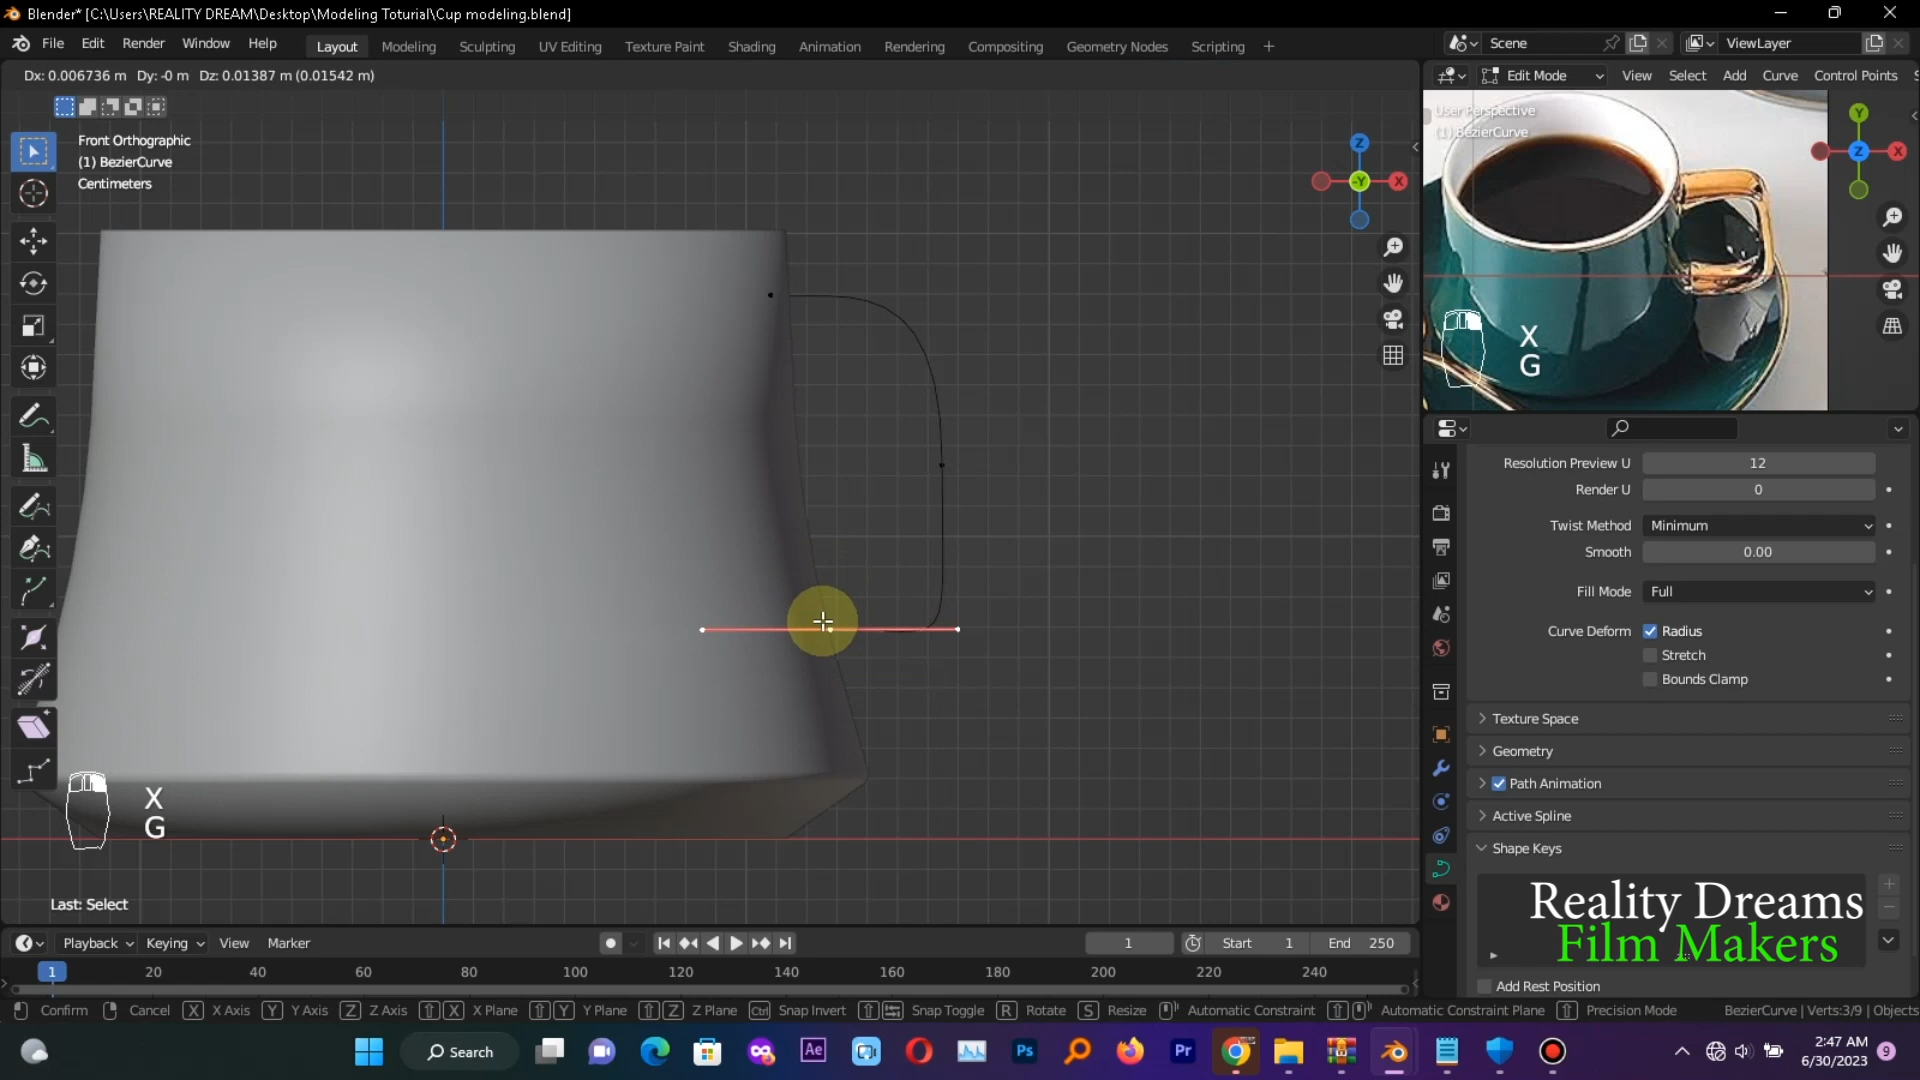 Blender* [C:\Users\REALITY DREAM\Desktop\Modeling Toturial\Cup modeling.blend]
File Edit Render Window Help
Layout Modeling Sculpting UV Editing Texture Paint Shading Animation Rendering Compositing Geometry Nodes Scripting +
Scene
ViewLayer
Dx: 0.006736 m Dy: -0 m Dz: 0.01387 m (0.01542 m)
Edit Mode View Select Add Curve Control Points S
Front Orthographic
(1) BezierCurve
Centimeters
Z
-Y
X
User Perspective
(1) BezierCurve
Y
Z
X
X
G
Resolution Preview U 12
Render U 0
Twist Method Minimum
Smooth 0.00
Fill Mode Full
Curve Deform Radius
Stretch
Bounds Clamp
Texture Space
Geometry
Path Animation
Active Spline
Shape Keys
Reality Dreams
Film Makers
Add Rest Position
X
G
Last: Select
Playback Keying View Marker
1
Start 1 End 250
1 20 40 60 80 100 120 140 160 180 200 220 240
Confirm Cancel X X Axis Y Y Axis Z Z Axis X X Plane Y Y Plane Z Z Plane Ctrl Snap Invert Snap Toggle R Rotate S Resize Automatic Constraint Automatic Constraint Plane Precision Mode BezierCurve | Verts:3/9 | Objects
Search
Ae
Ps
Pr
2:47 AM
6/30/2023
9